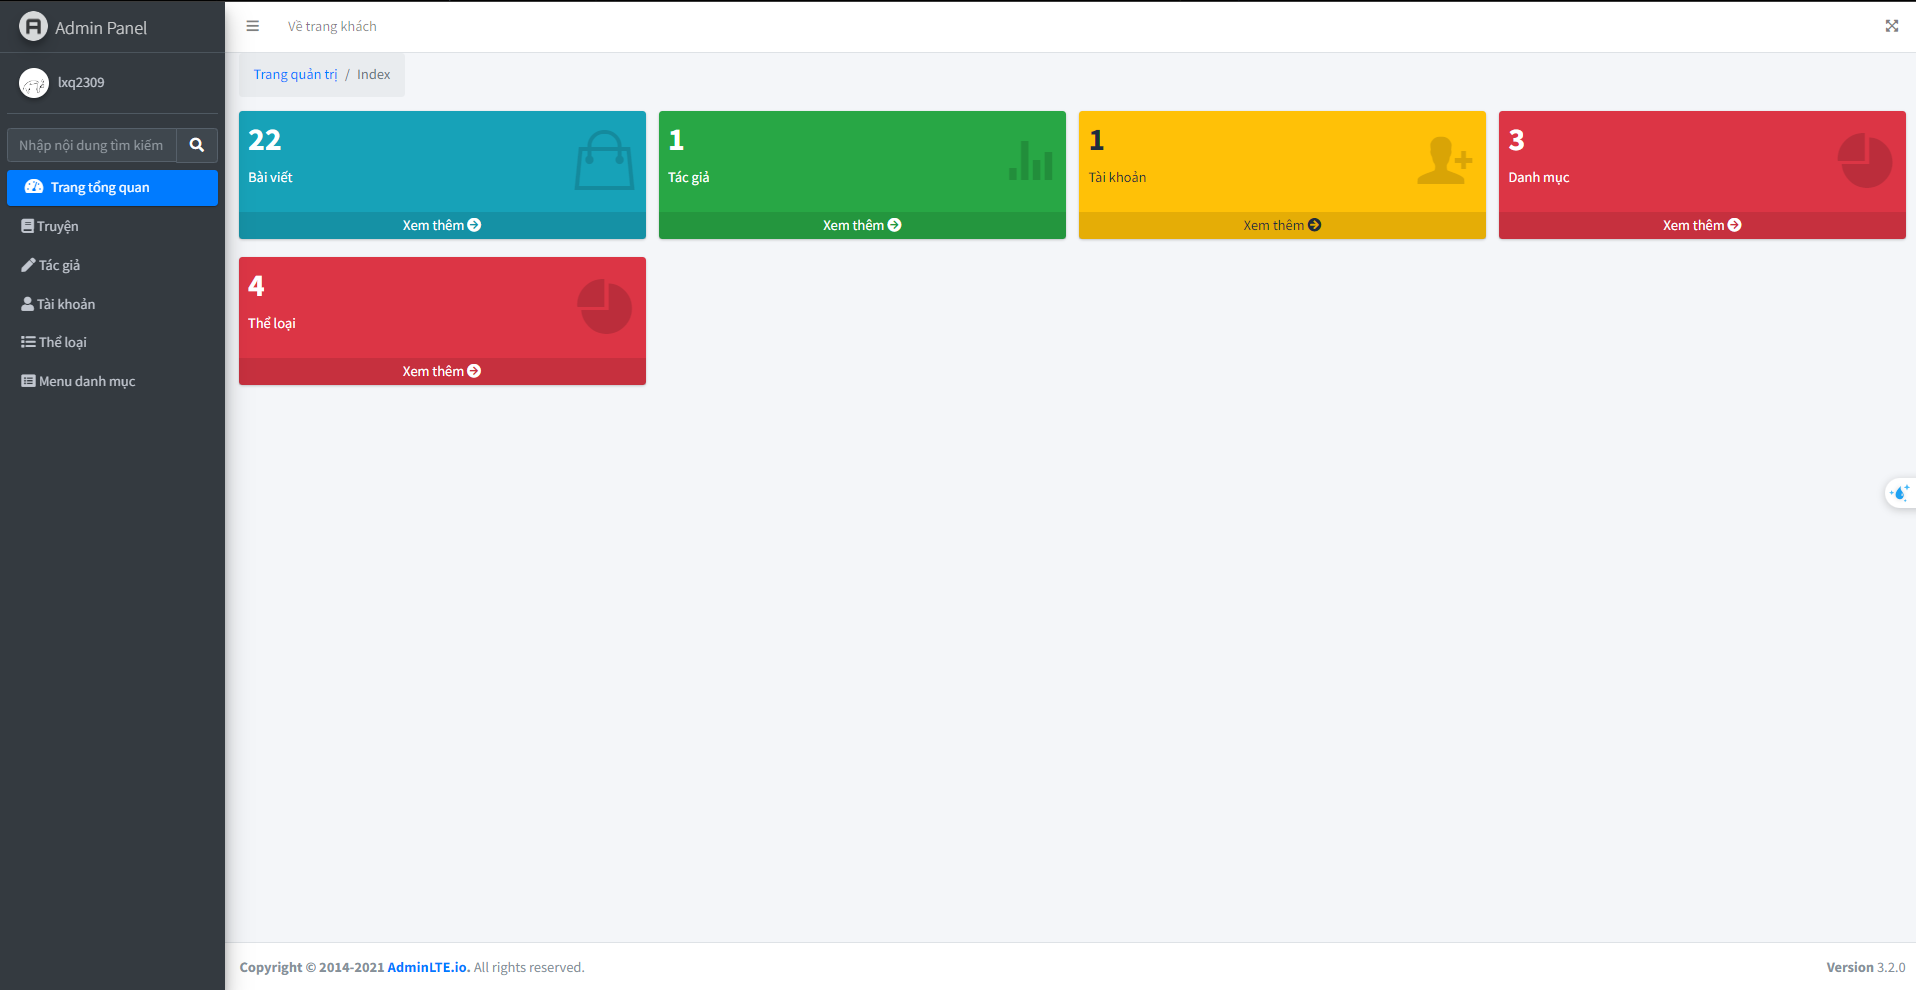 Admin Panel
lxq2309
Nhập nội dung tìm kiếm
Trang tổng quan
Truyện
Tác giả
Tài khoản
Thể loại
Menu danh mục
Về trang khách
Trang quản trị / Index
22
Bài viết
Xem thêm
1
Tác giả
Xem thêm
1
Tài khoản
Xem thêm
3
Danh mục
Xem thêm
4
Thể loại
Xem thêm
Copyright © 2014-2021 AdminLTE.io. All rights reserved.
Version 3.2.0